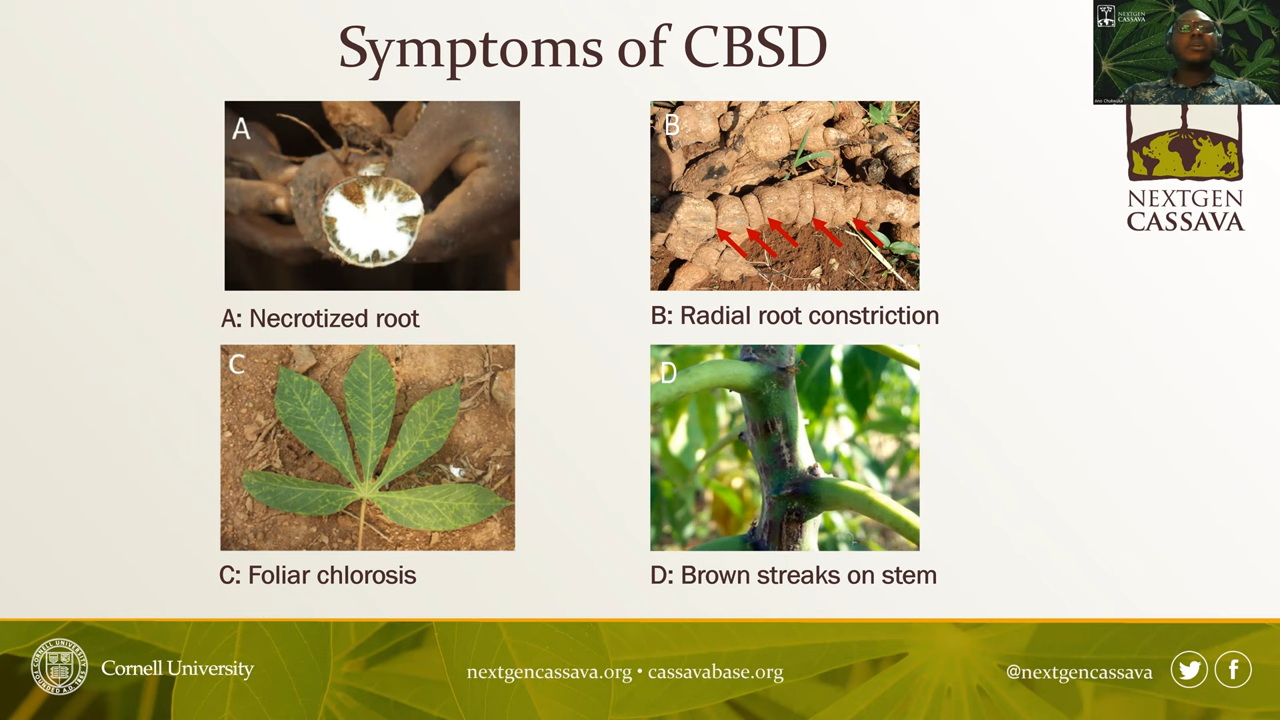 Symptoms of CBSD
NEXTGEN
CASSAVA
A
B
NEXTGEN
CASSAVA
A: Necrotized root
B: Radial root constriction
C
D
C: Foliar chlorosis
D: Brown streaks on stem
Cornell University
nextgencassava.org • cassavabase.org
@nextgencassava